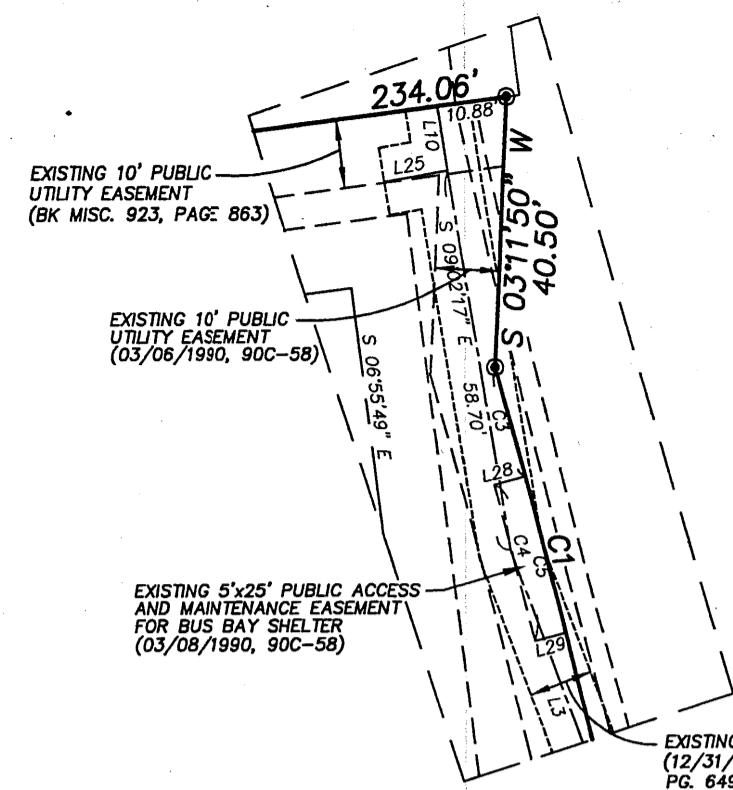 234.06'
10.88'
L10
L25
EXISTING 10' PUBLIC
UTILITY EASEMENT
(BK MISC. 923, PAGE 863)
S 03°11'50" W
40.50'
S 09°02'17" E
58.70'
EXISTING 10' PUBLIC
UTILITY EASEMENT
(03/06/1990, 90C-58)
S 06°55'49" E
C3
L28
C4
C5
C1
EXISTING 5'x25' PUBLIC ACCESS
AND MAINTENANCE EASEMENT
FOR BUS BAY SHELTER
(03/08/1990, 90C-58)
L29
L3
EXISTING
(12/31/
PG. 649